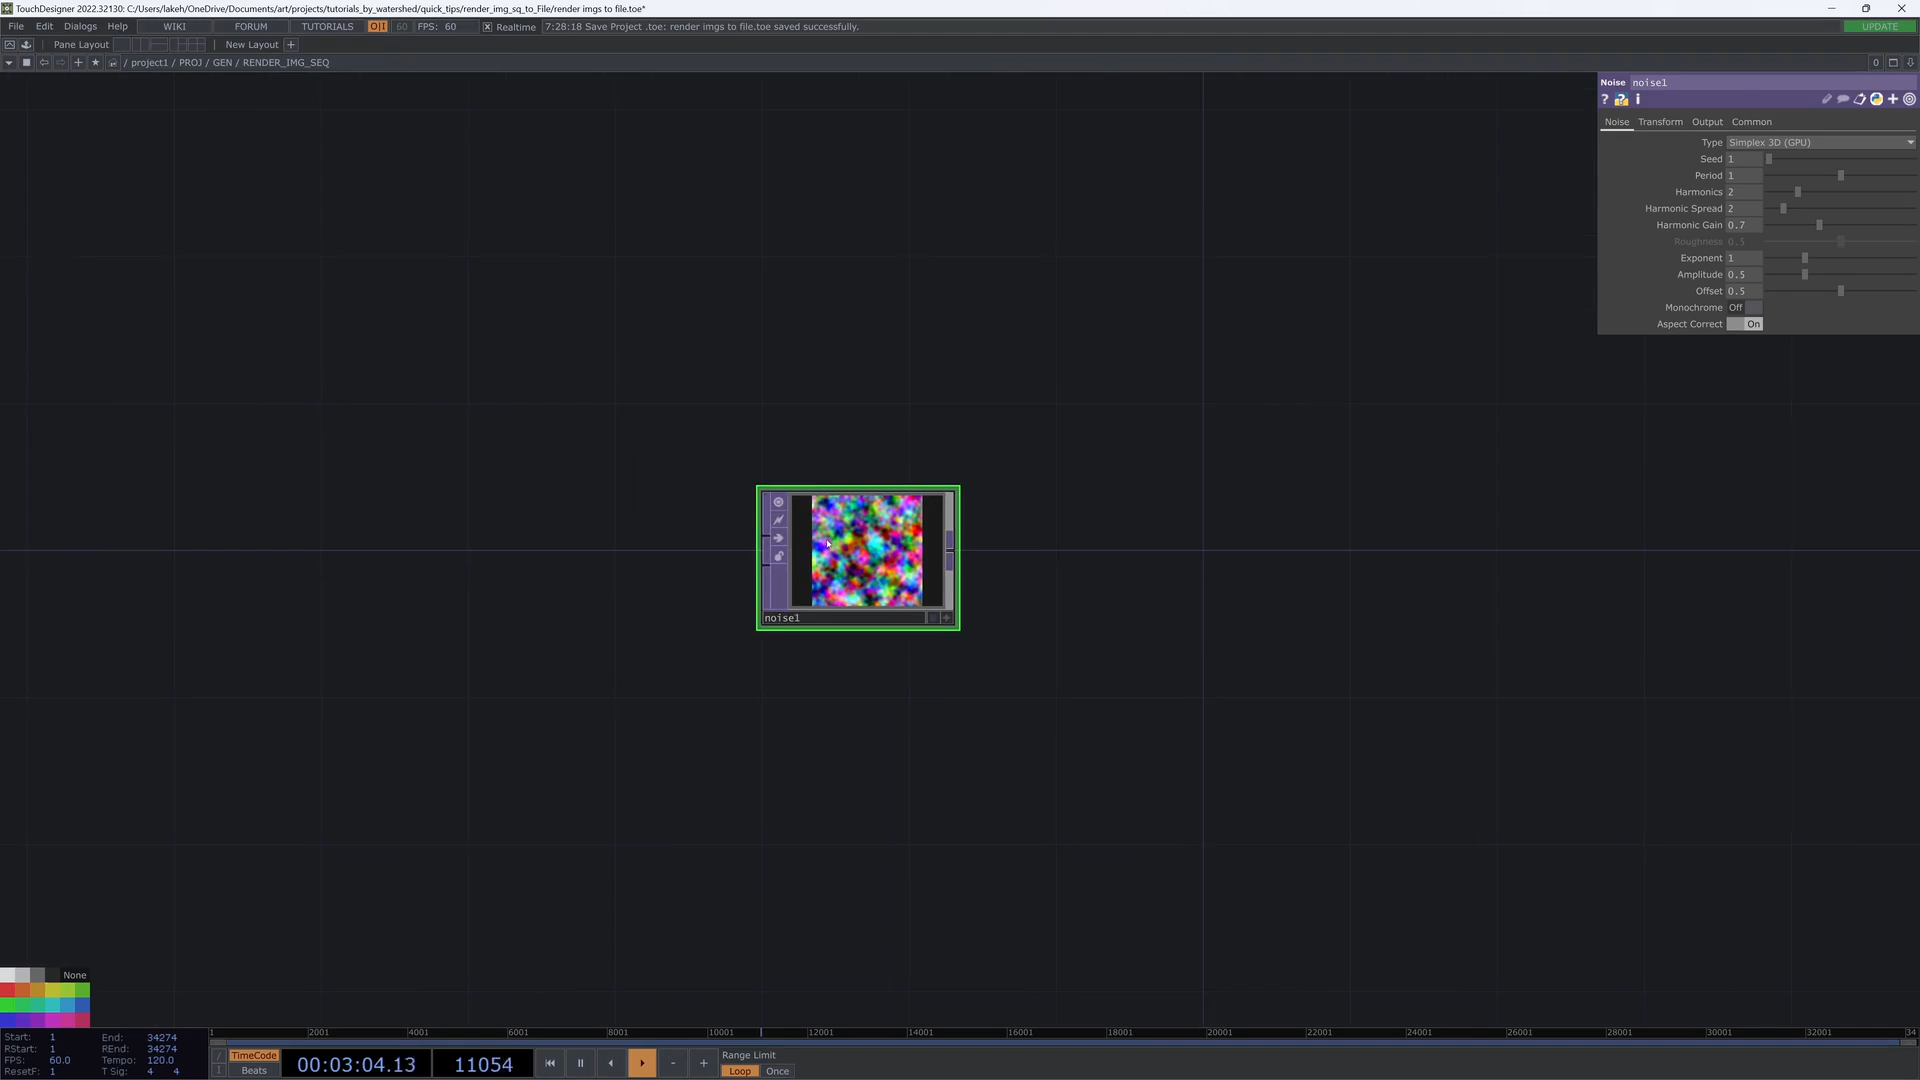 TouchDesigner 2022.32130: C:/Users/lakeh/OneDrive/Documents/art/projects/tutorials_by_watershed/quick_tips/render_img_sq_to_File/render imgs to file.toe*
File Edit Dialogs Help WIKI FORUM TUTORIALS O|I 60 FPS: 60 Realtime 7:28:18 Save Project .toe: render imgs to file.toe saved successfully. UPDATE
Pane Layout New Layout +
/ project1 / PROJ / GEN / RENDER_IMG_SEQ 0
Noise noise1
? ? i
Noise Transform Output Common
Type Simplex 3D (GPU)
Seed 1
Period 1
Harmonics 2
Harmonic Spread 2
Harmonic Gain 0.7
Roughness 0.5
Exponent 1
Amplitude 0.5
Offset 0.5
Monochrome Off
Aspect Correct On
noise1
None
1 2001 4001 6001 8001 10001 12001 14001 16001 18001 20001 22001 24001 26001 28001 30001 32001 34
Start: 1 End: 34274
RStart: 1 REnd: 34274
FPS: 60.0 Tempo: 120.0
ResetF: 1 T Sig: 4 4
TimeCode
Beats
00:03:04.13 11054
- +
Range Limit
Loop Once